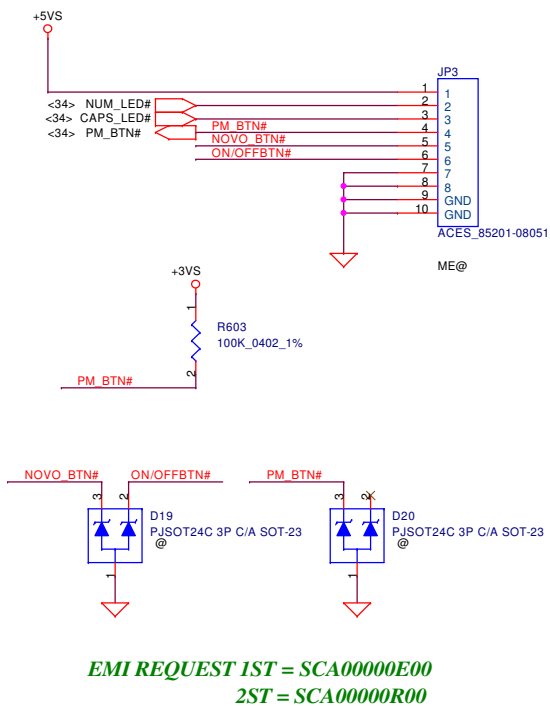 +5VS
JP3
<34> NUM_LED#
<34> CAPS_LED#
<34> PM_BTN#
PM_BTN#
NOVO_BTN#
ON/OFFBTN#
1 1
2 2
3 3
4 4
5 5
6 6
7 7
8 8
9 GND
10 GND
ACES_85201-08051
ME@
+3VS
1
R603
100K_0402_1%
2
PM_BTN#
NOVO_BTN# ON/OFFBTN# PM_BTN#
3 2 3 2
D19 D20
PJSOT24C 3P C/A SOT-23 PJSOT24C 3P C/A SOT-23
@ @
1 1
EMI REQUEST 1ST = SCA00000E00
2ST = SCA00000R00